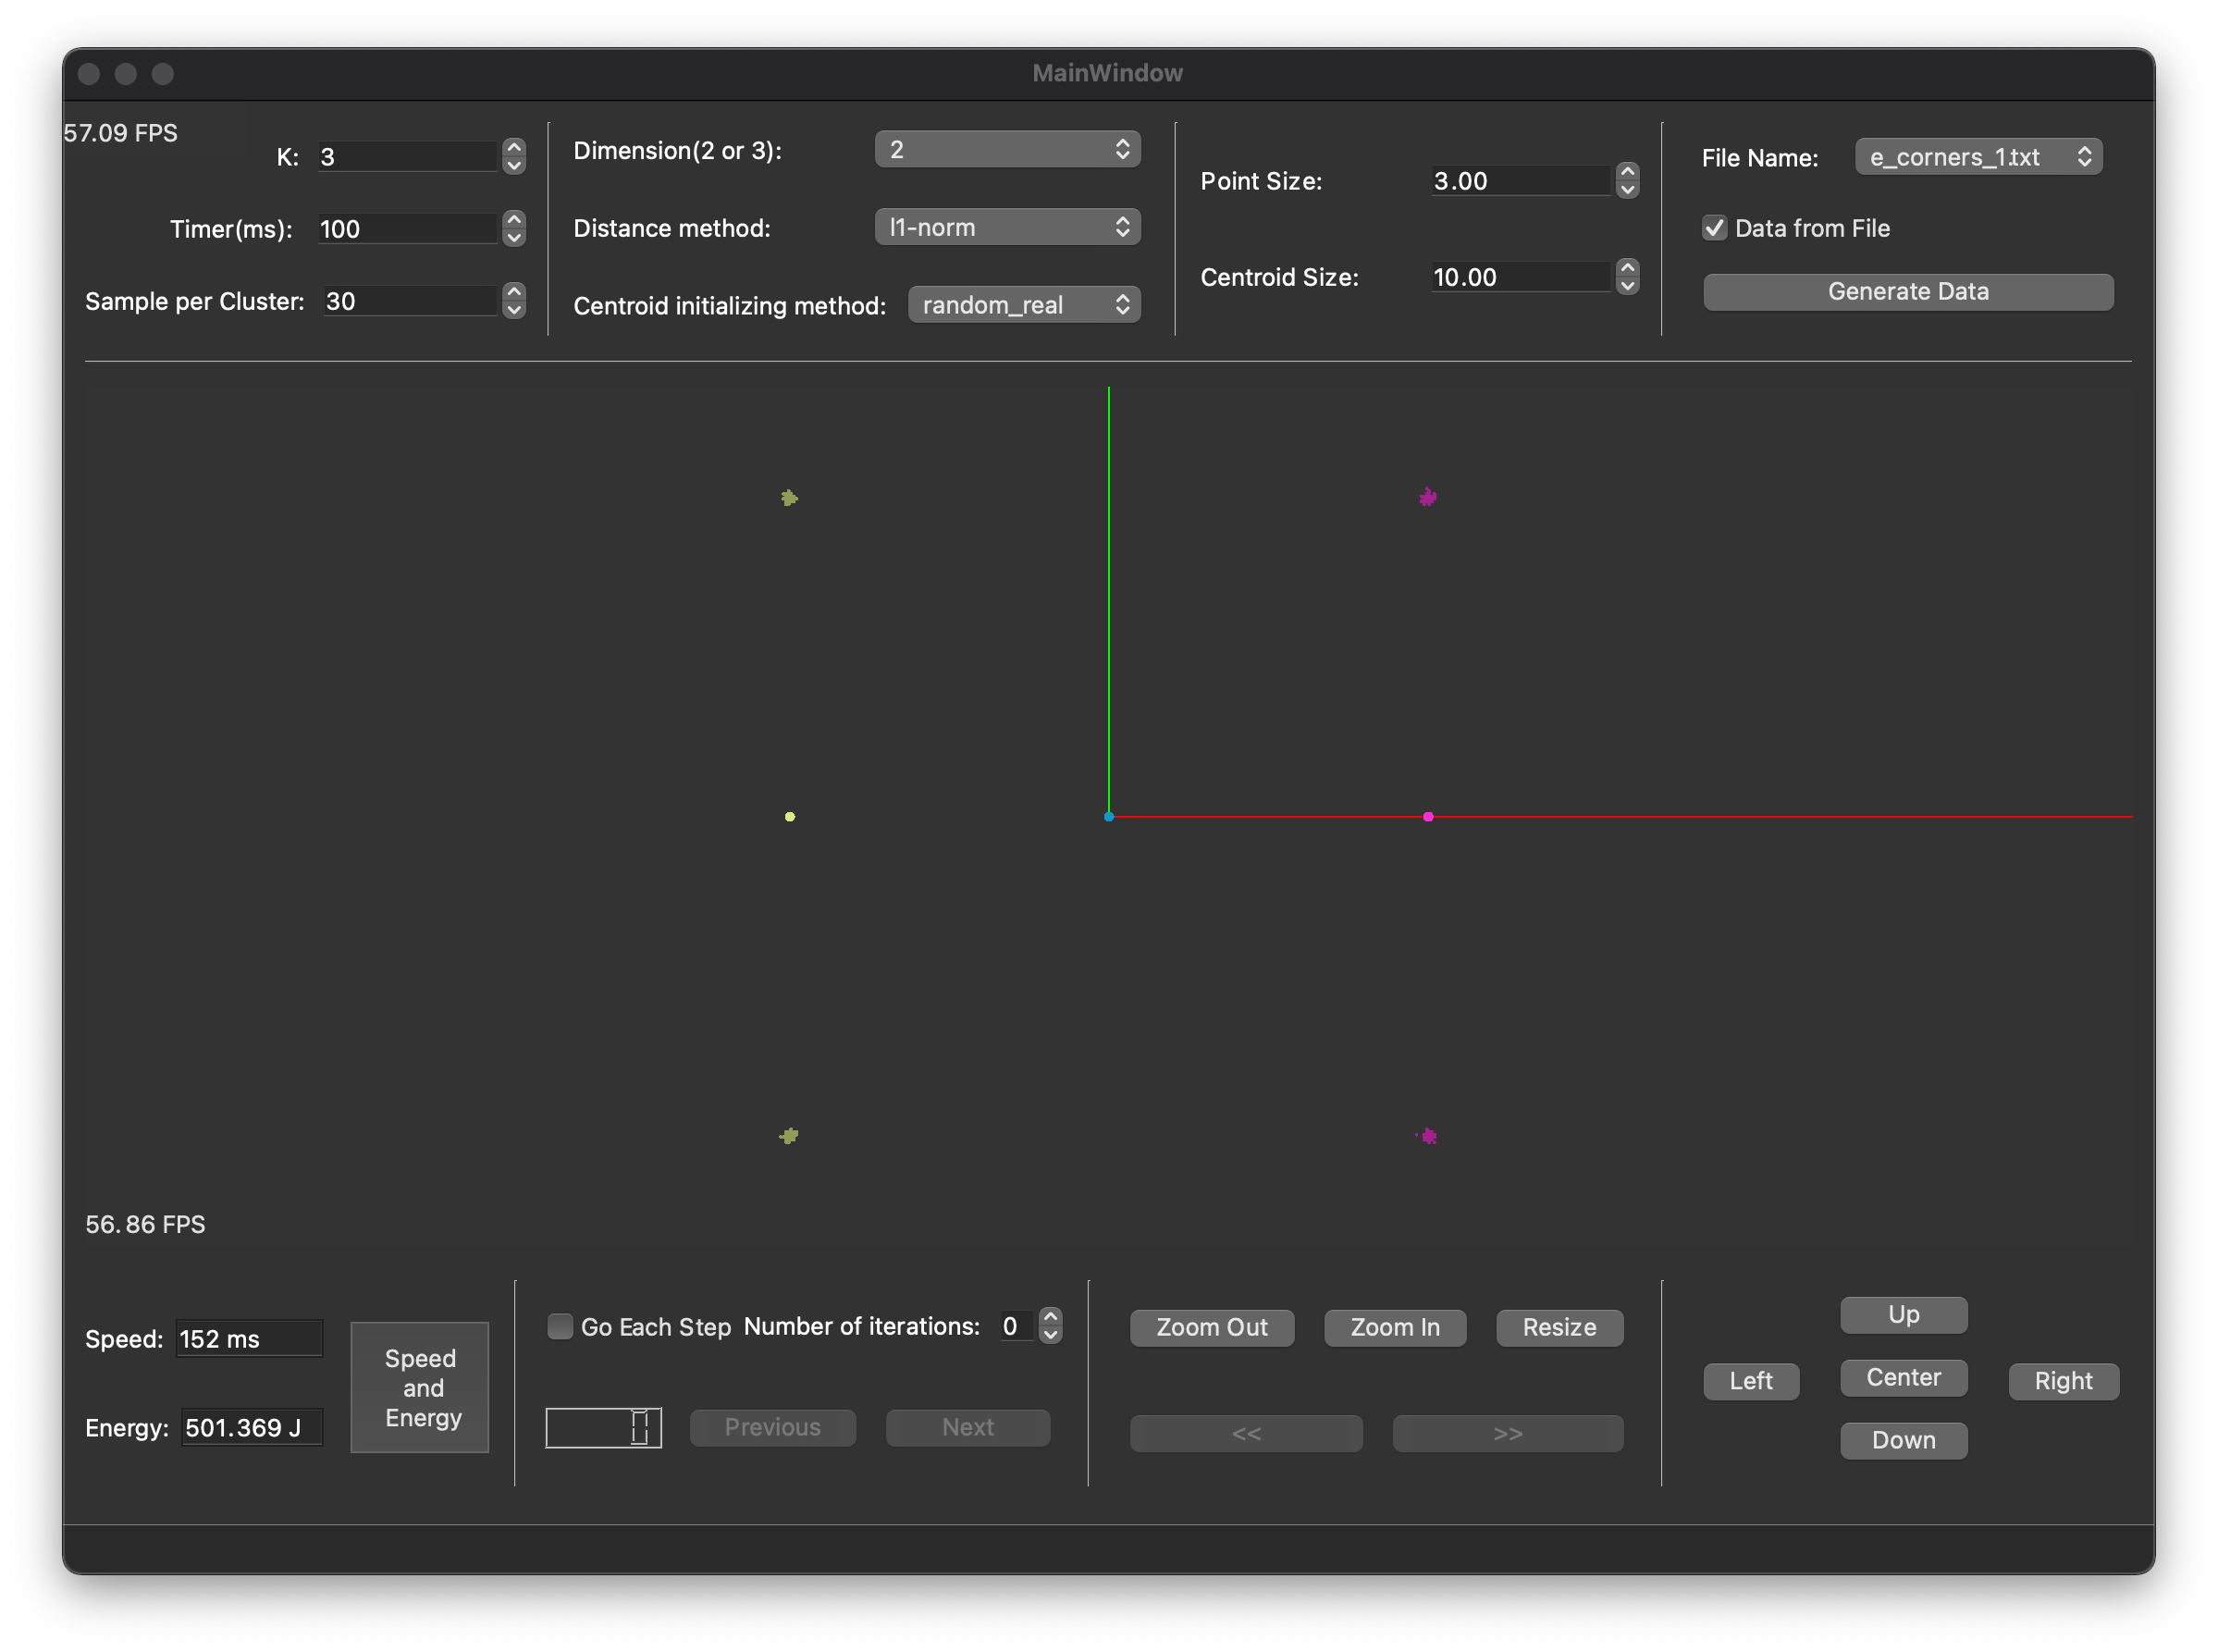 MainWindow
57.09 FPS
K: 3
Timer(ms): 100
Sample per Cluster: 30
Dimension(2 or 3): 2
Distance method: l1-norm
Centroid initializing method: random_real
Point Size: 3.00
Centroid Size: 10.00
File Name: e_corners_1.txt
Data from File
Generate Data
56.86 FPS
Speed: 152 ms
Energy: 501.369 J
Speed
and
Energy
Go Each Step Number of iterations: 0
0 Previous Next
Zoom Out Zoom In Resize
<< >>
Up
Left Center Right
Down